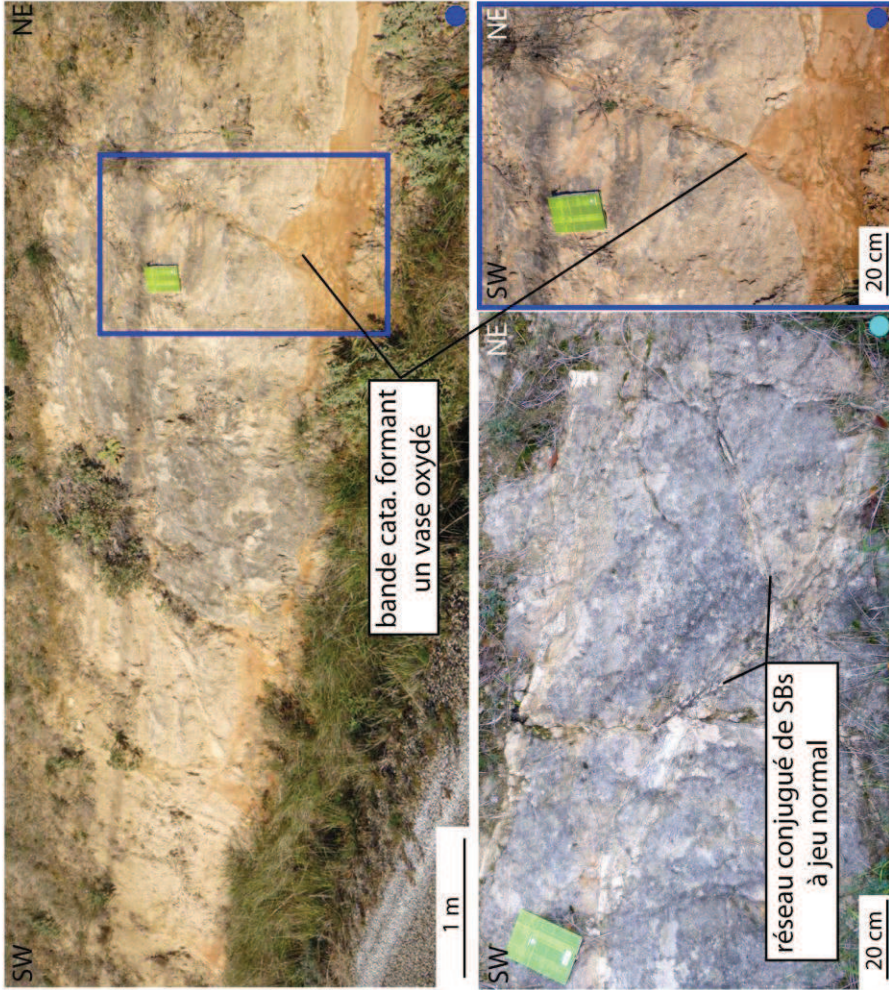 SW
NE
1 m
bande cata. formant
un vase oxydé
SW
NE
20 cm
réseau conjugué de SBs
à jeu normal
SW
NE
20 cm